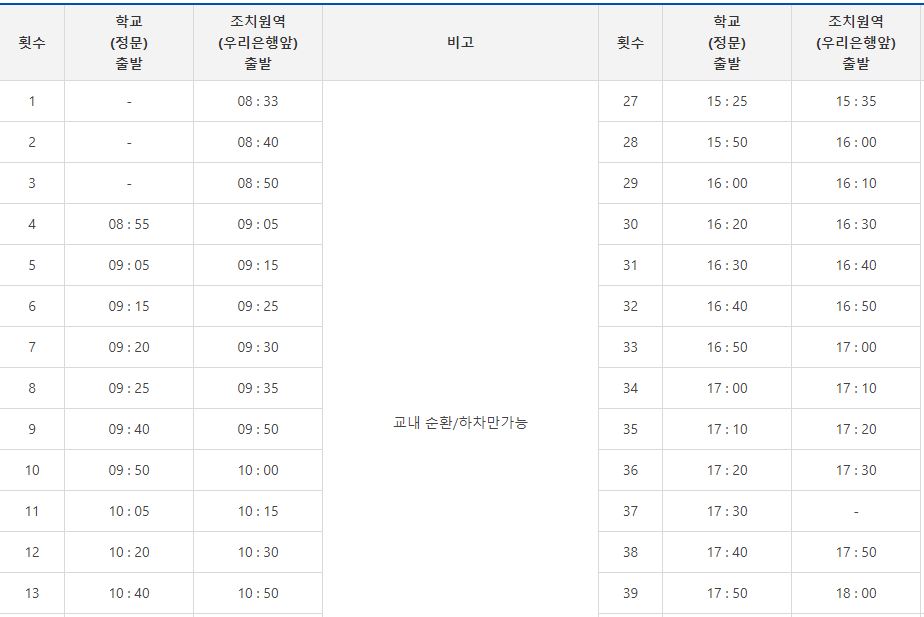 횟수 학교 (정문) 출발 조치원역 (우리은행앞) 출발 비고 횟수 학교 (정문) 출발 조치원역 (우리은행앞) 출발
1 - 08 : 33 27 15 : 25 15 : 35
2 - 08 : 40 28 15 : 50 16 : 00
3 - 08 : 50 29 16 : 00 16 : 10
4 08 : 55 09 : 05 30 16 : 20 16 : 30
5 09 : 05 09 : 15 31 16 : 30 16 : 40
6 09 : 15 09 : 25 32 16 : 40 16 : 50
7 09 : 20 09 : 30 33 16 : 50 17 : 00
8 09 : 25 09 : 35 34 17 : 00 17 : 10
9 09 : 40 09 : 50 교내 순환/하차만가능 35 17 : 10 17 : 20
10 09 : 50 10 : 00 36 17 : 20 17 : 30
11 10 : 05 10 : 15 37 17 : 30 -
12 10 : 20 10 : 30 38 17 : 40 17 : 50
13 10 : 40 10 : 50 39 17 : 50 18 : 00